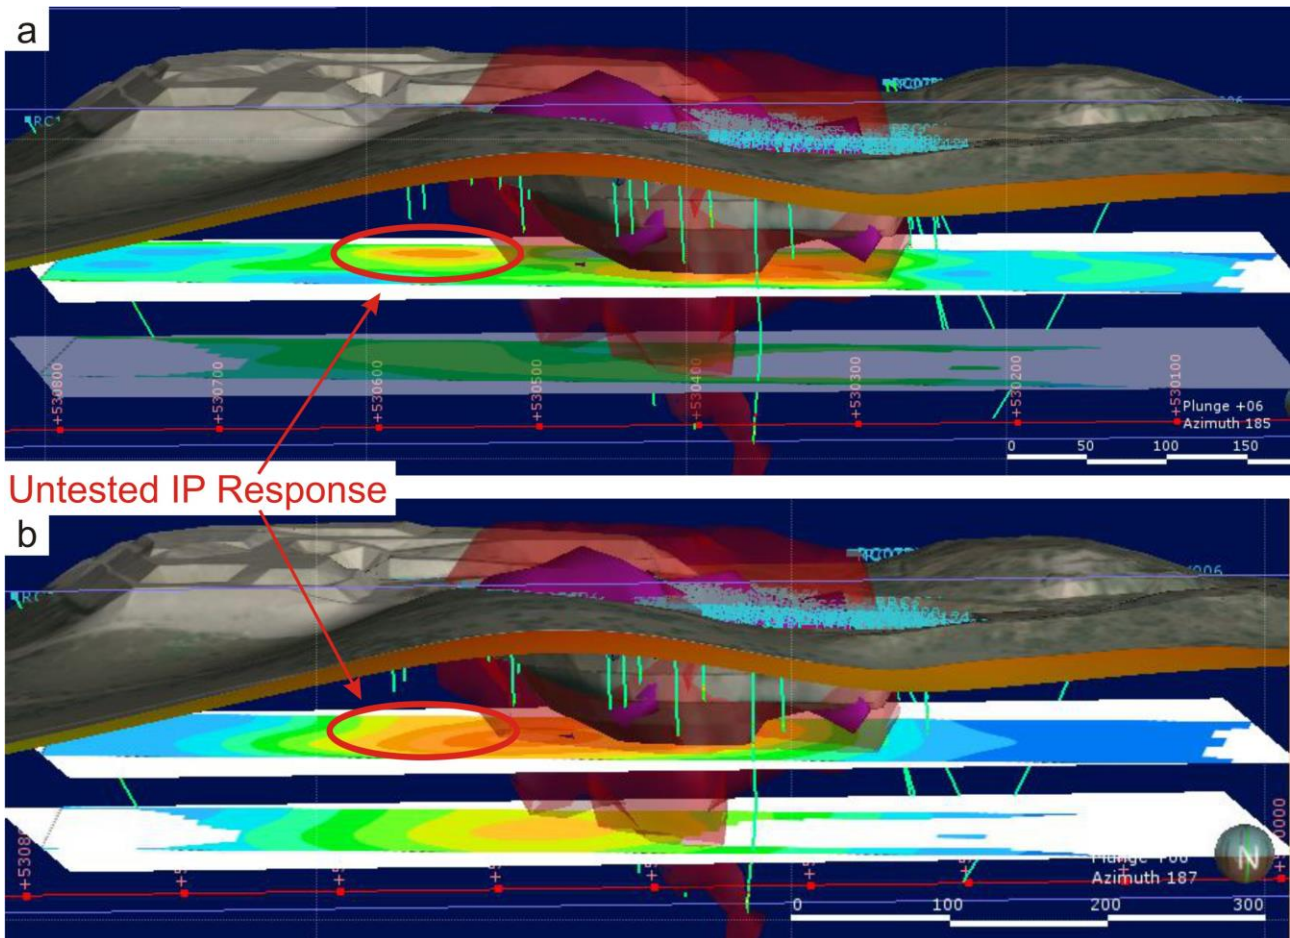 a
+530800
+530700
+530600
+530500
+530400
+530300
+530200
+530100
Plunge +06
Azimuth 185
0 50 100 150
Untested IP Response
b
N
Azimuth 187
0 100 200 300